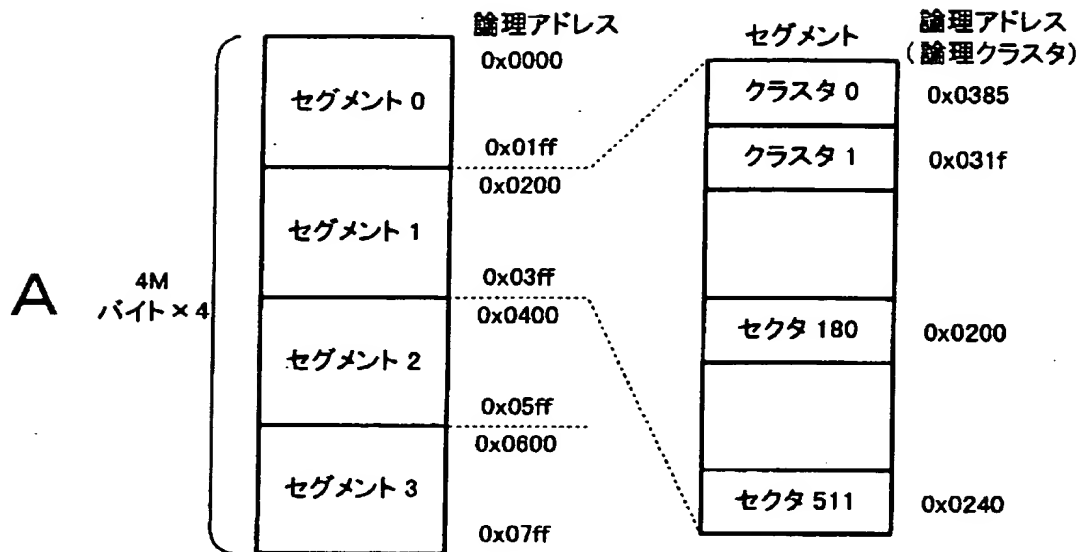 A
4M
バイト×4
論理アドレス
セグメント 0
0x0000
0x01ff
セグメント 1
0x0200
0x03ff
セグメント 2
0x0400
0x05ff
セグメント 3
0x0600
0x07ff
セグメント
論理アドレス
(論理クラスタ)
クラスタ 0
0x0385
クラスタ 1
0x031f
セクタ 180
0x0200
セクタ 511
0x0240